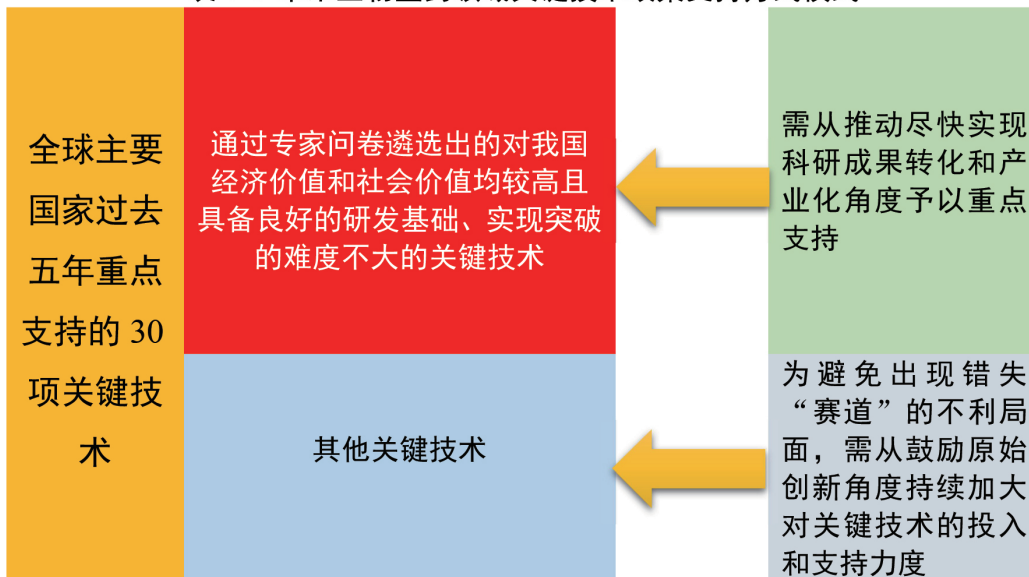 全球主要
国家过去
五年重点
支持的 30
项关键技
术
通过专家问卷遴选出的对我国
经济价值和社会价值均较高且
具备良好的研发基础、实现突破
的难度不大的关键技术
需从推动尽快实现
科研成果转化和产
业化角度予以重点
支持
其他关键技术
为避免出现错失
“赛道”的不利局
面，需从鼓励原始
创新角度持续加大
对关键技术的投入
和支持力度